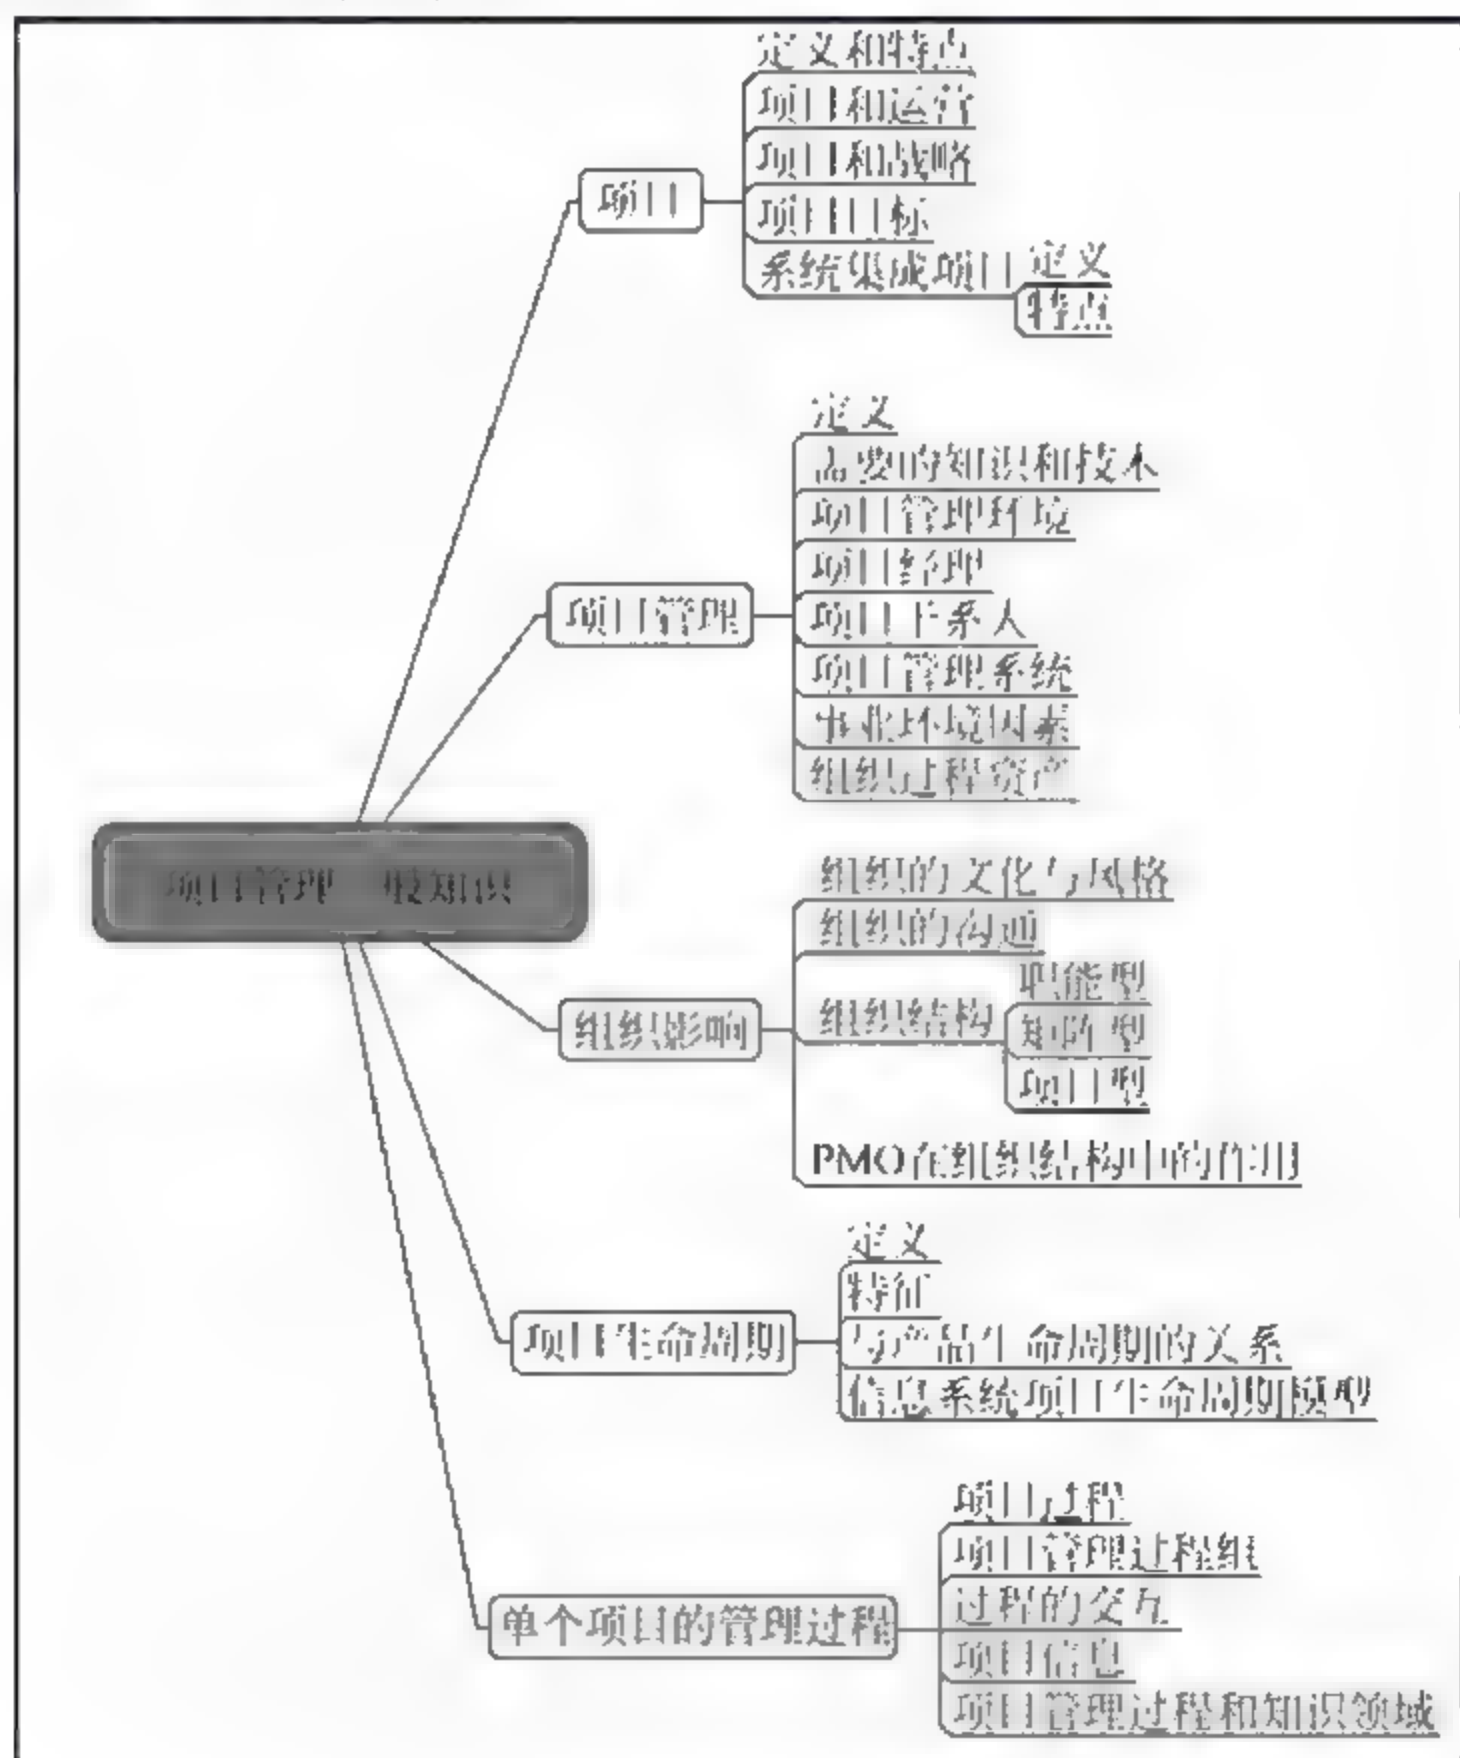 定义和特点
项目和运营
项目和战略
项目
项目目标
系统集成项目
定义
特点
定义
需要的知识和技术
项目管理环境
项目经理
项目管理
项目干系人
项目管理系统
事业环境因素
组织过程资产
项目管理一般知识
组织的文化与风格
组织的沟通
职能型
组织结构
矩阵型
组织影响
项目型
PMO在组织结构中的作用
定义
特征
项目生命周期
与产品生命周期的关系
信息系统项目生命周期模型
项目过程
项目管理过程组
过程的交互
单个项目的管理过程
项目信息
项目管理过程和知识领域